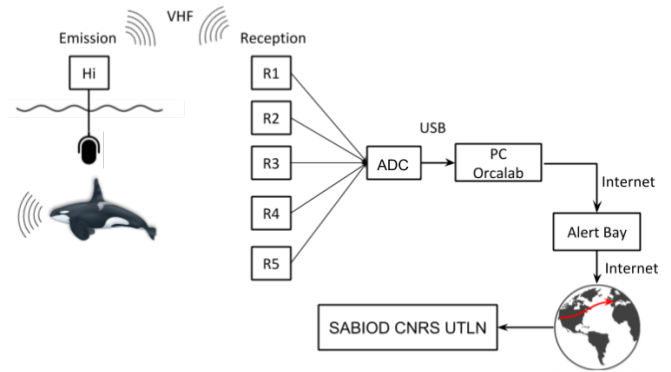 VHF
Emission
Reception
Hi
R1
R2
R3
R4
R5
ADC
USB
PC
Orcalab
Internet
Alert Bay
Internet
SABIOD CNRS UTLN